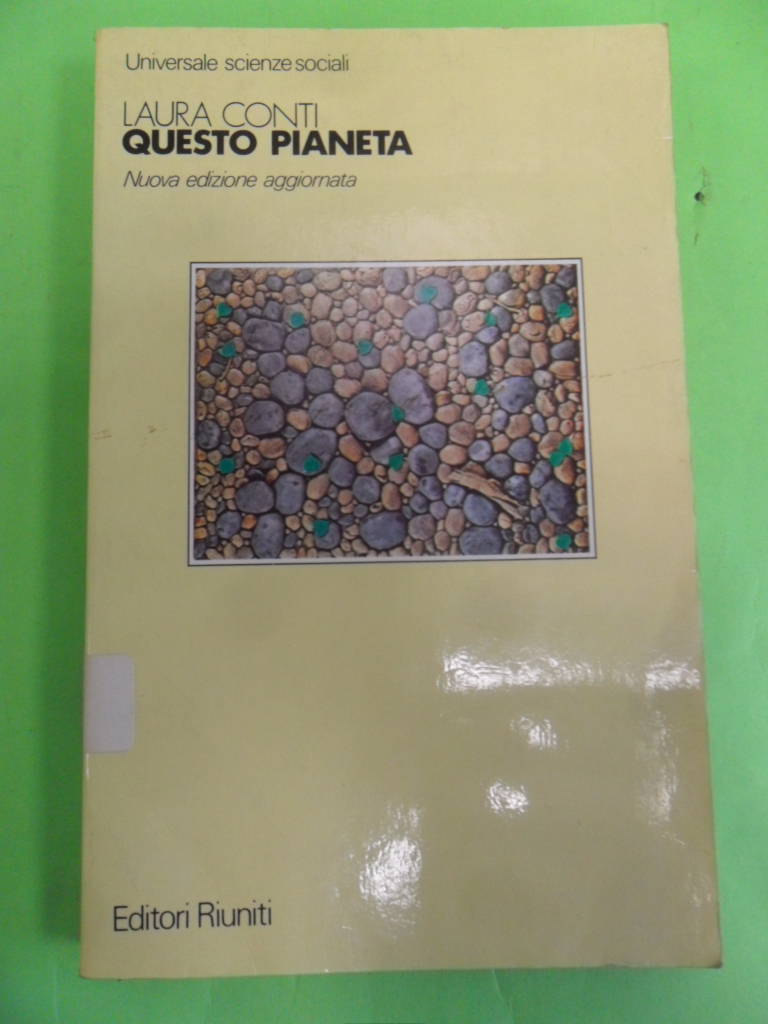 Universale scienze sociali
LAURA CONTI
QUESTO PIANETA
Nuova edizione aggiornata
Editori Riuniti